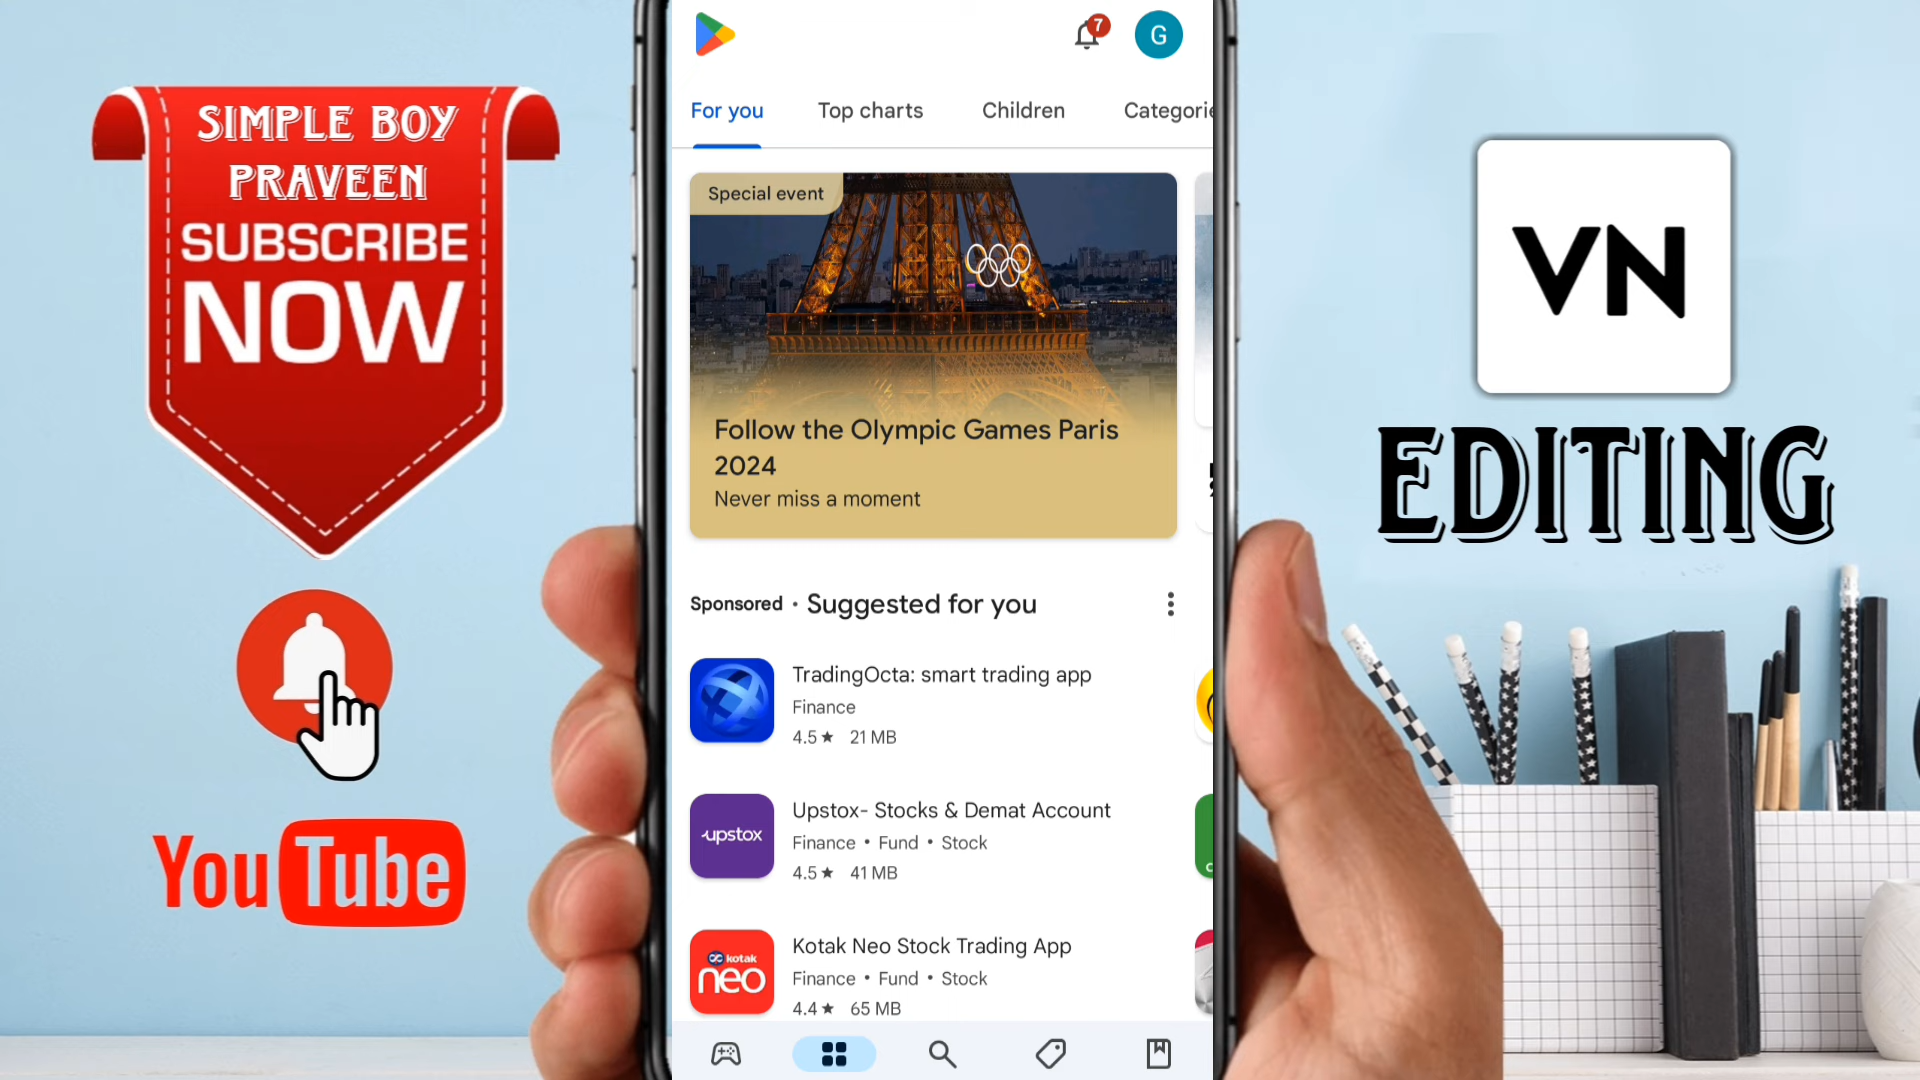 SIMPLE BOY
PRAVEEN
SUBSCRIBE
NOW
YouTube
7
G
For you
Top charts
Children
Categorie
Special event
Follow the Olympic Games Paris
2024
Never miss a moment
Sponsored • Suggested for you
TradingOcta: smart trading app
Finance
4.5★ 21 MB
upstox
Upstox- Stocks & Demat Account
Finance • Fund • Stock
4.5★ 41 MB
kotak
neo
Kotak Neo Stock Trading App
Finance • Fund • Stock
4.4★ 65 MB
VN
EDITING